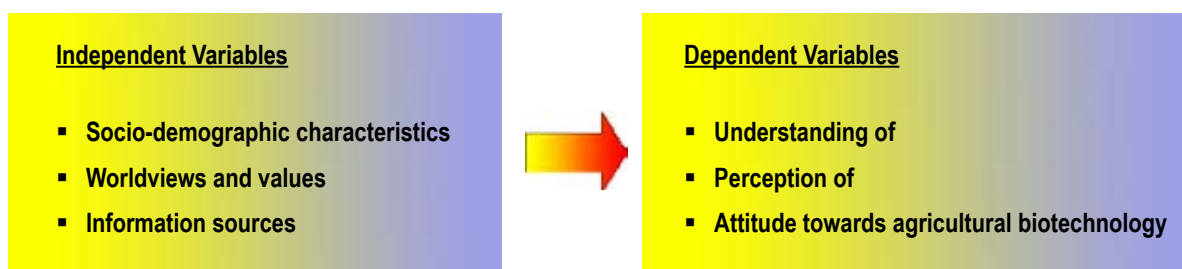 Independent Variables
▪ Socio-demographic characteristics
▪ Worldviews and values
▪ Information sources
Dependent Variables
▪ Understanding of
▪ Perception of
▪ Attitude towards agricultural biotechnology